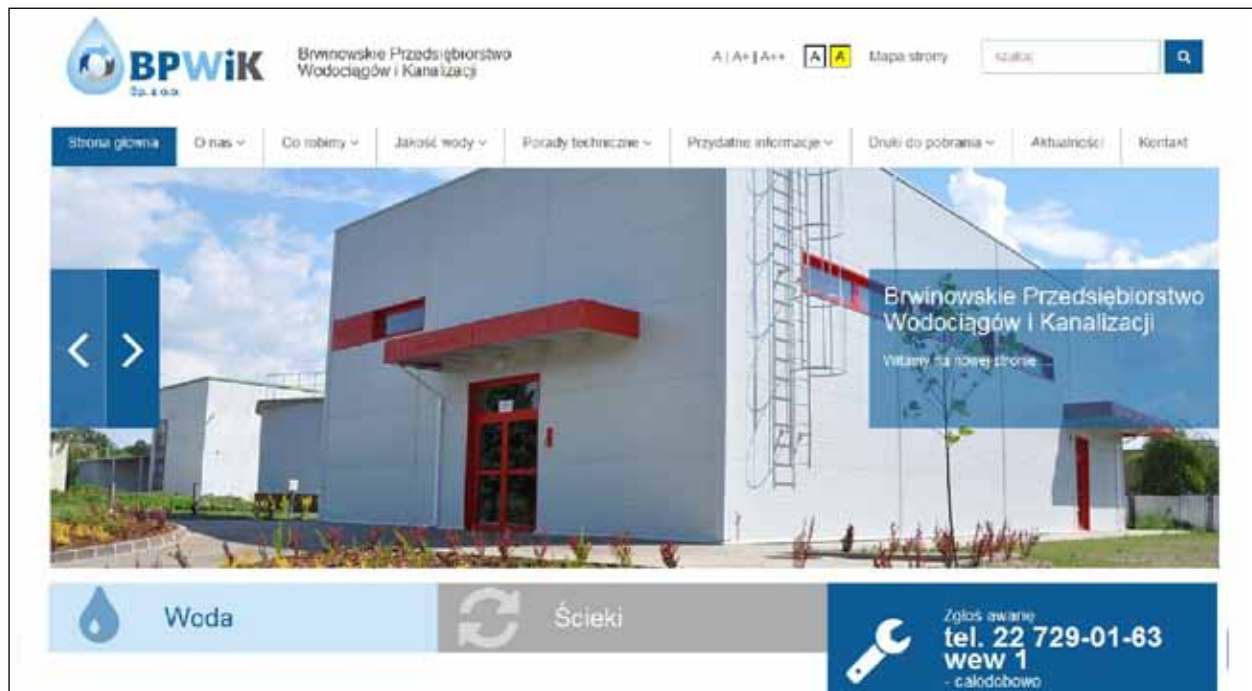 BPWiK
Sp. z o.o.
Brwinowskie Przedsiębiorstwo
Wodociągów i Kanalizacji
A | A+ | A++ A A Mapa strony szukaj
Strona główna O nas Co robimy Jakość wody Porady techniczne Przydatne informacje Druki do pobrania Aktualności Kontakt
Brwinowskie Przedsiębiorstwo
Wodociągów i Kanalizacji
Witamy na nowej stronie
Woda
Ścieki
Zgłoś awarię
tel. 22 729-01-63
wew 1
- całodobowo